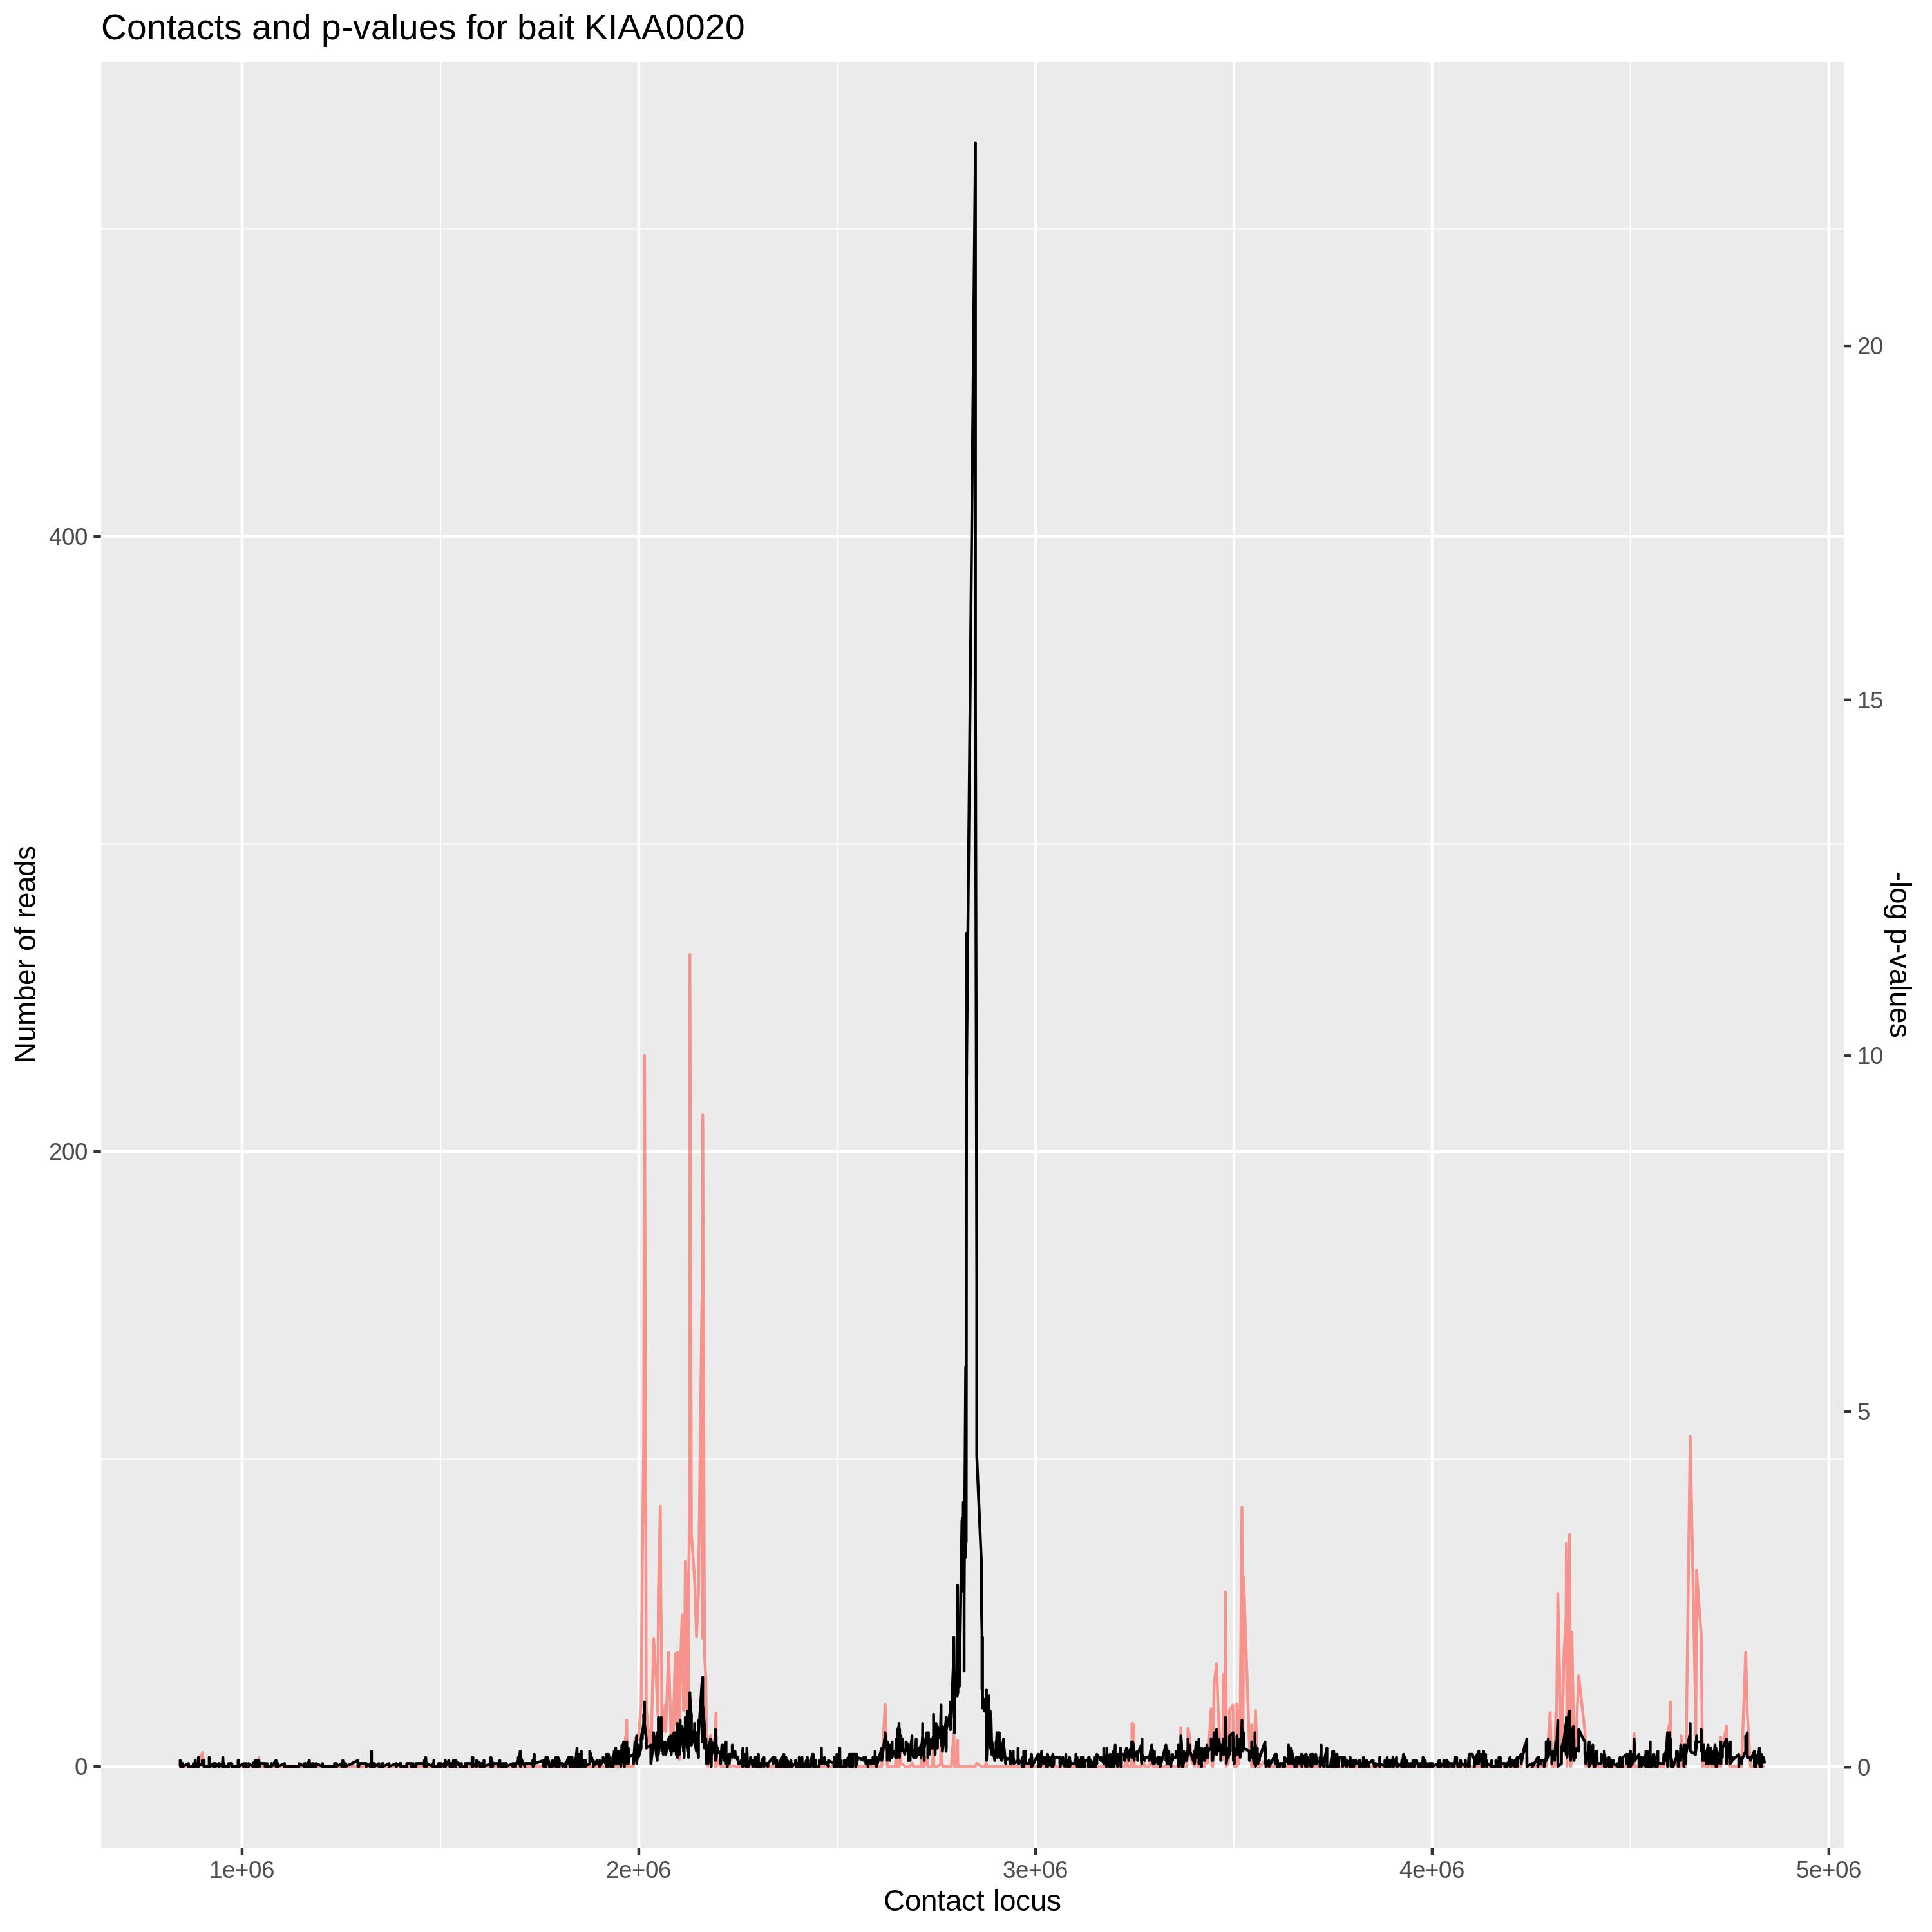 Contacts and p-values for bait KIAA0020
Number of reads
400
200
0
20
15
10
5
0
-log p-values
1e+06
2e+06
3e+06
4e+06
5e+06
Contact locus